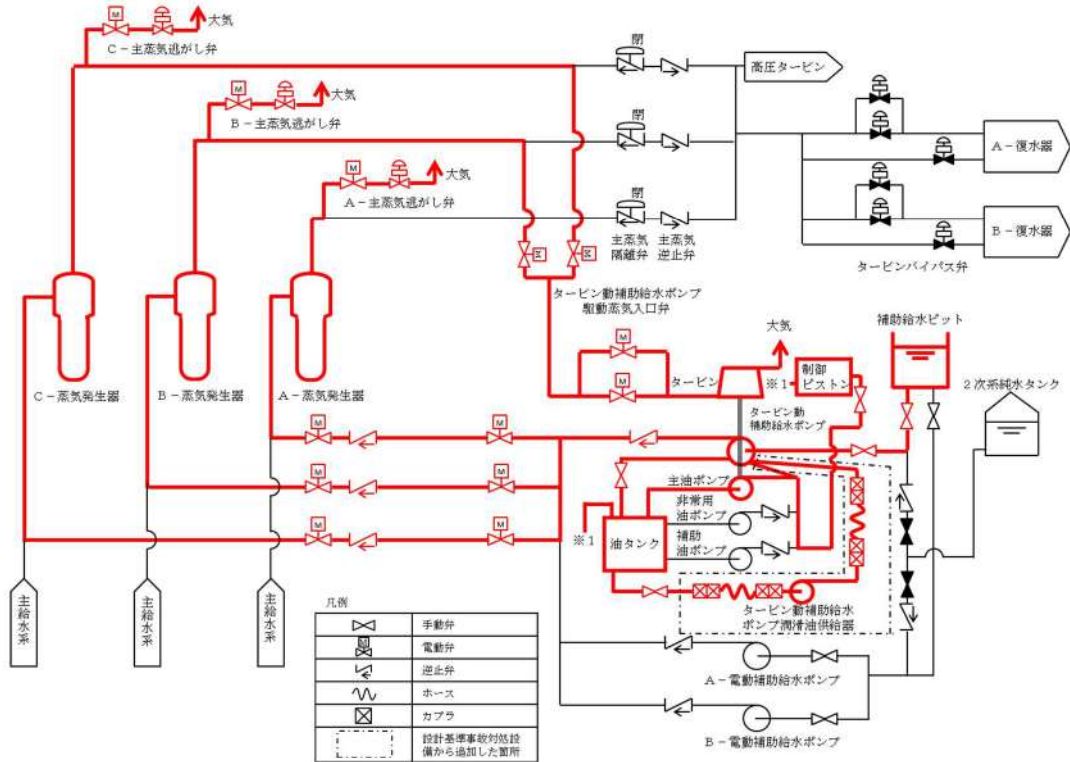 M
大気
C－主蒸気逃がし弁
M
大気
B－主蒸気逃がし弁
M
大気
A－主蒸気逃がし弁
閉
閉
閉
主蒸気
隔離弁
主蒸気
逆止弁
高圧タービン
A－復水器
B－復水器
タービンバイパス弁
M
M
タービン動補助給水ポンプ
駆動蒸気入口弁
C－蒸気発生器
B－蒸気発生器
A－蒸気発生器
M
M
タービン
大気
※1
制御
ピストン
補助給水ピット
2次系純水タンク
タービン動
補助給水ポンプ
M
M
M
M
M
M
主油ポンプ
非常用
油ポンプ
補助
油ポンプ
油タンク
※1
タービン動補助給水
ポンプ潤滑油供給器
A－電動補助給水ポンプ
B－電動補助給水ポンプ
主給水系
主給水系
主給水系
凡例
手動弁
M
電動弁
逆止弁
ホース
カプラ
設計基準事故対処設
備から追加した箇所